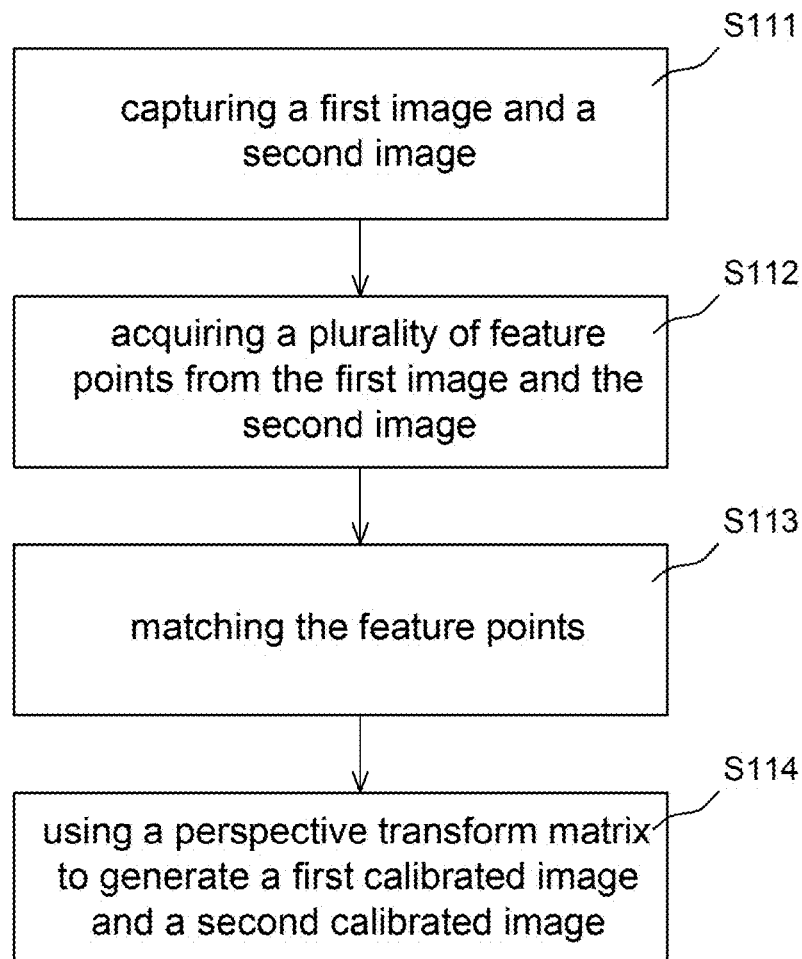 S111
capturing a first image and a
second image
S112
acquiring a plurality of feature
points from the first image and the
second image
S113
matching the feature points
S114
using a perspective transform matrix
to generate a first calibrated image
and a second calibrated image